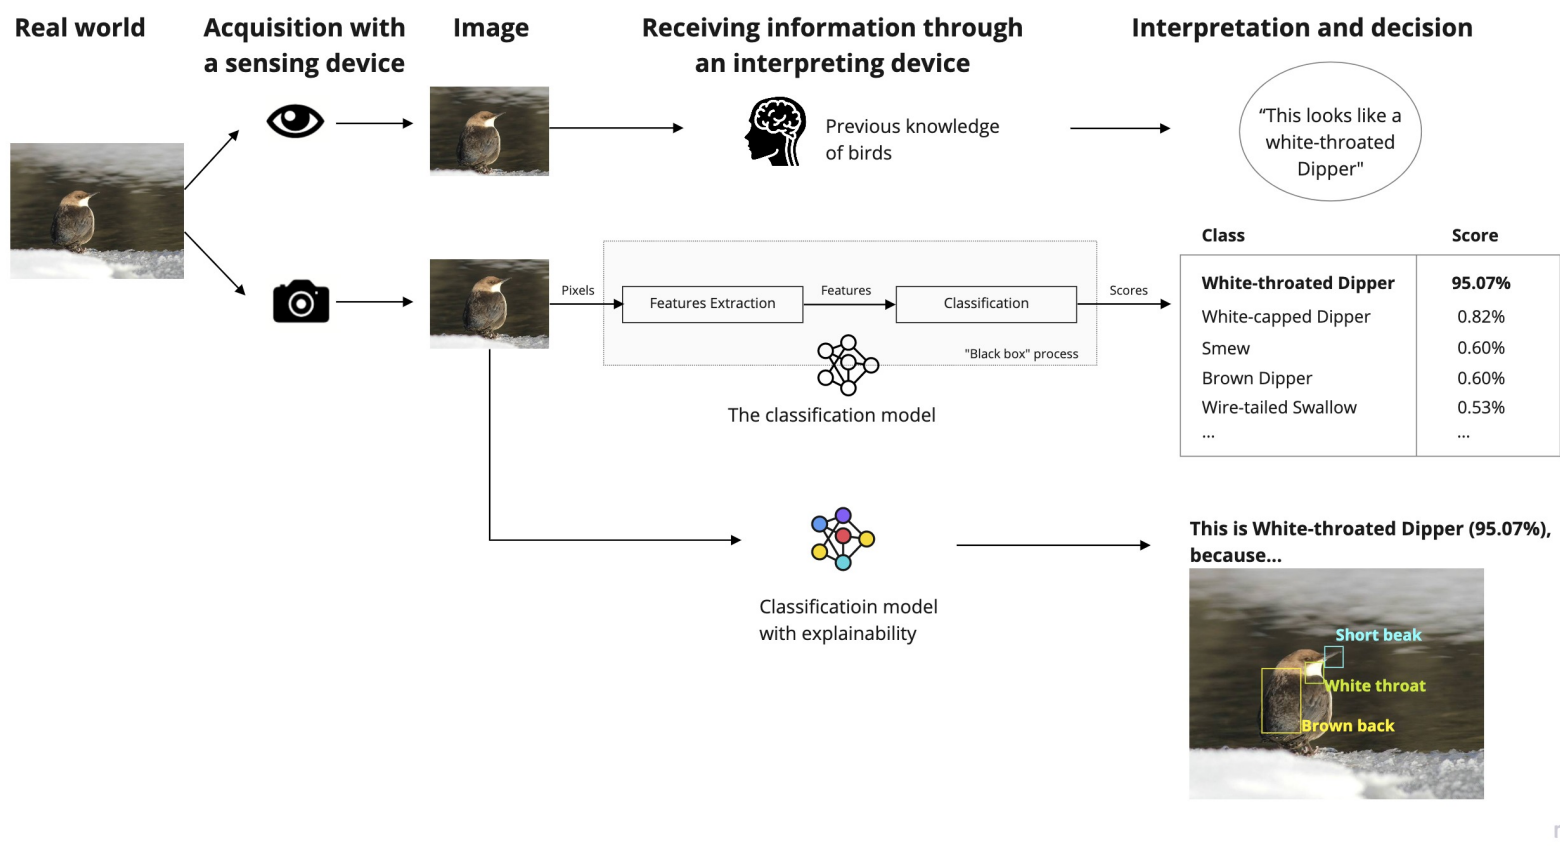 Real world
Acquisition with
a sensing device
Image
Receiving information through
an interpreting device
Interpretation and decision
Previous knowledge
of birds
“This looks like a
white-throated
Dipper"
Pixels
Features Extraction
Features
Classification
Scores
"Black box" process
The classification model
Class Score
White-throated Dipper 95.07%
White-capped Dipper 0.82%
Smew 0.60%
Brown Dipper 0.60%
Wire-tailed Swallow 0.53%
... ...
Classificatioin model
with explainability
This is White-throated Dipper (95.07%),
because...
Short beak
White throat
Brown back